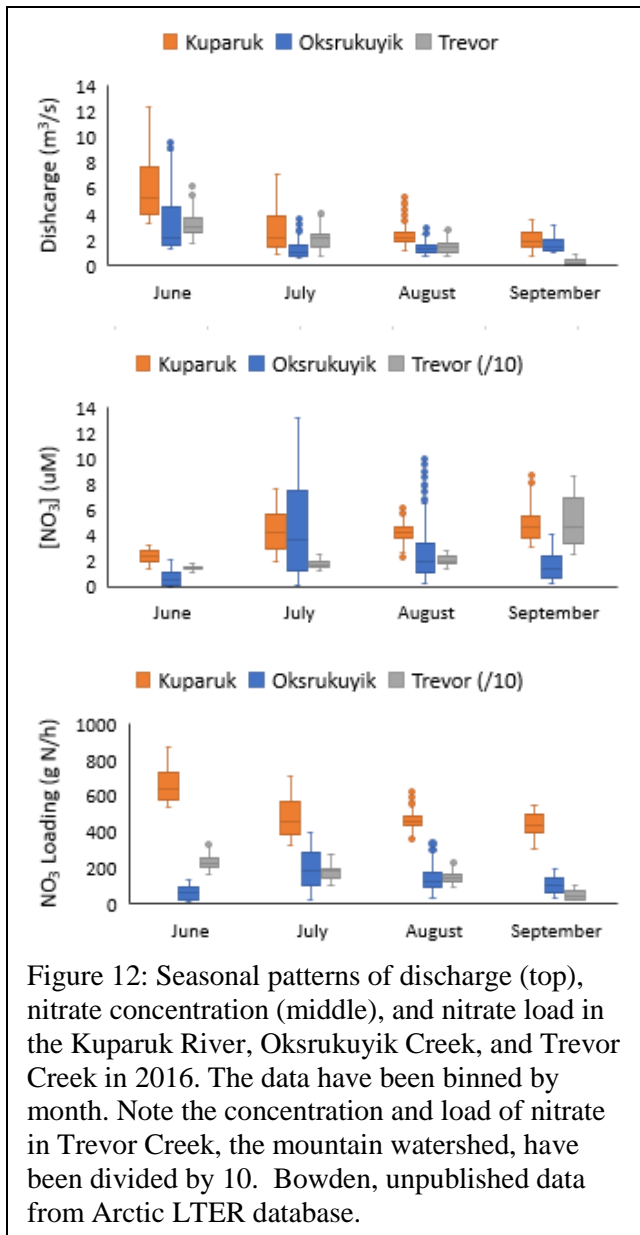 Kuparuk Oksrukuyik Trevor
Dishcarge (m³/s)
14
12
10
8
6
4
2
0
June July August September
Kuparuk Oksrukuyik Trevor (/10)
[NO₃] (uM)
14
12
10
8
6
4
2
0
June July August September
Kuparuk Oksrukuyik Trevor (/10)
NO₃ Loading (g N/h)
1000
800
600
400
200
0
June July August September
Figure 12: Seasonal patterns of discharge (top),
nitrate concentration (middle), and nitrate load in
the Kuparuk River, Oksrukuyik Creek, and Trevor
Creek in 2016. The data have been binned by
month. Note the concentration and load of nitrate
in Trevor Creek, the mountain watershed, have
been divided by 10. Bowden, unpublished data
from Arctic LTER database.